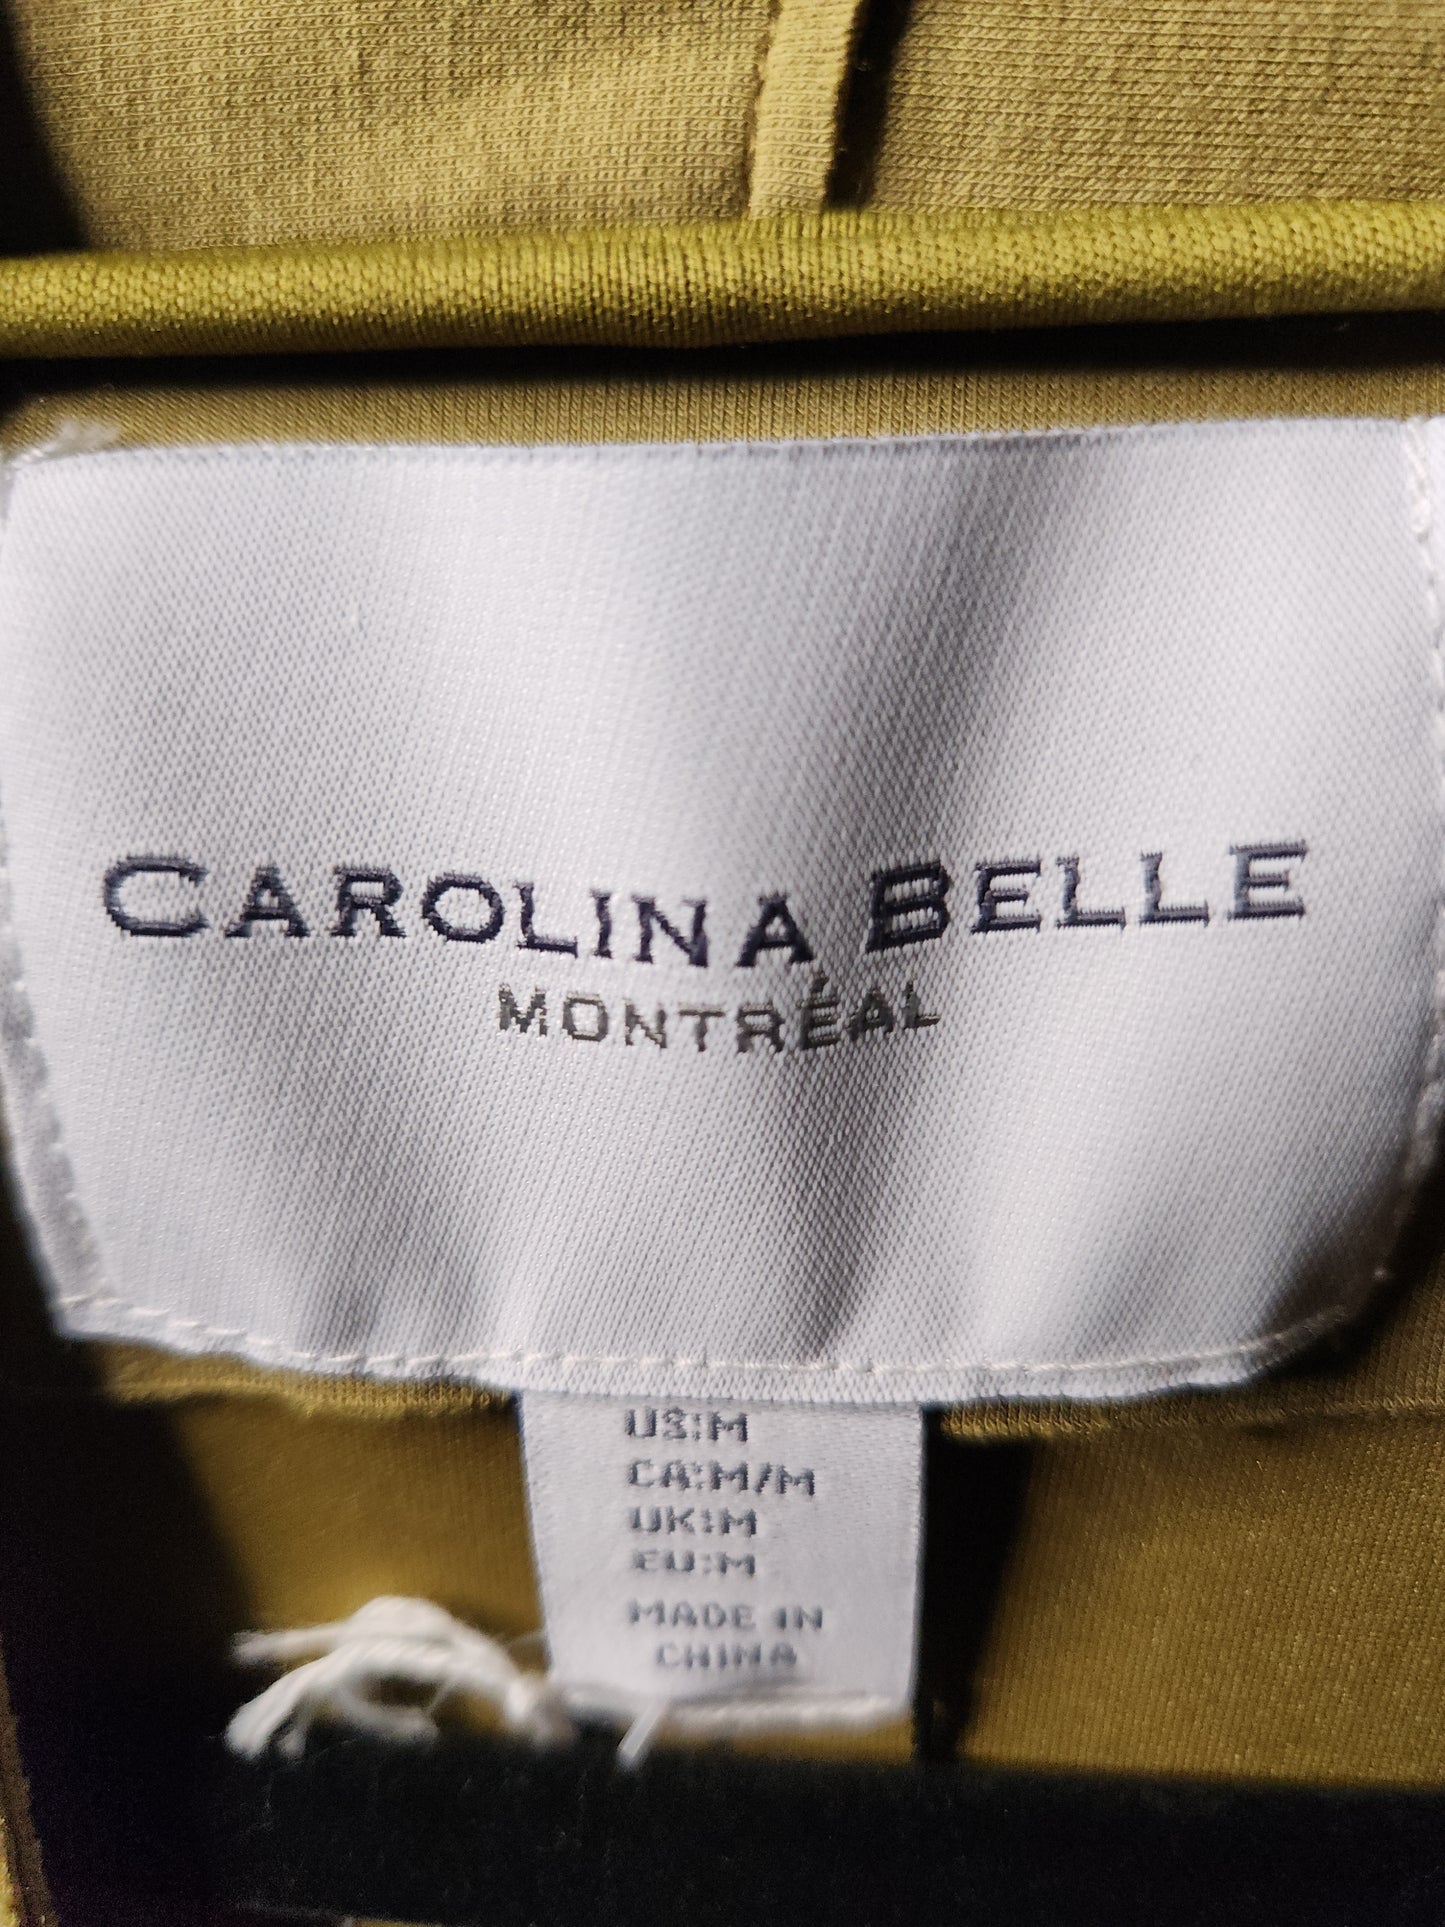 CAROLINA BELLE
MONTRÉAL
US:M
CA:M/M
UK:M
EU:M
MADE IN
CHINA